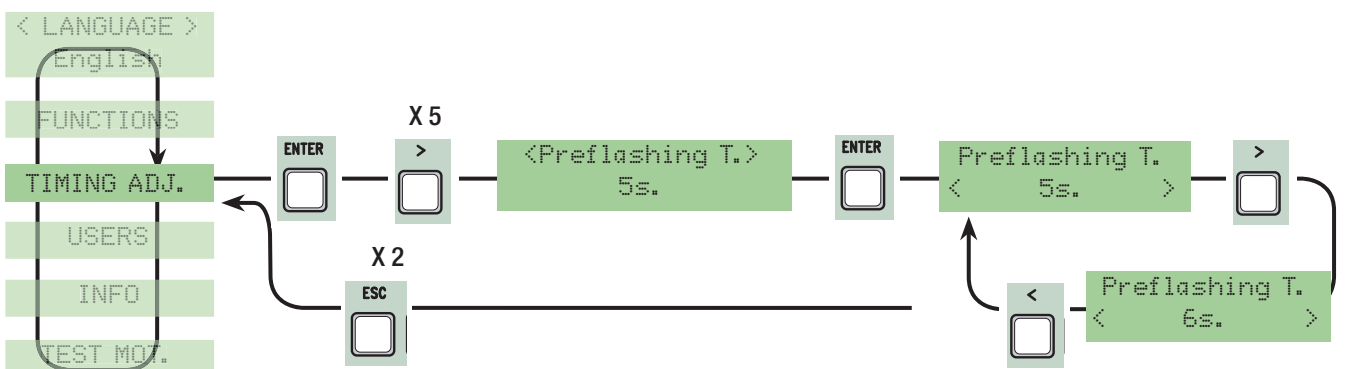 < LANGUAGE >
English
FUNCTIONS
TIMING ADJ.
USERS
INFO
TEST MOT.
ENTER
X 5
>
<Preflashing T.>
5s.
ENTER
Preflashing T.
< 5s. >
>
X 2
ESC
<
Preflashing T.
< 6s. >